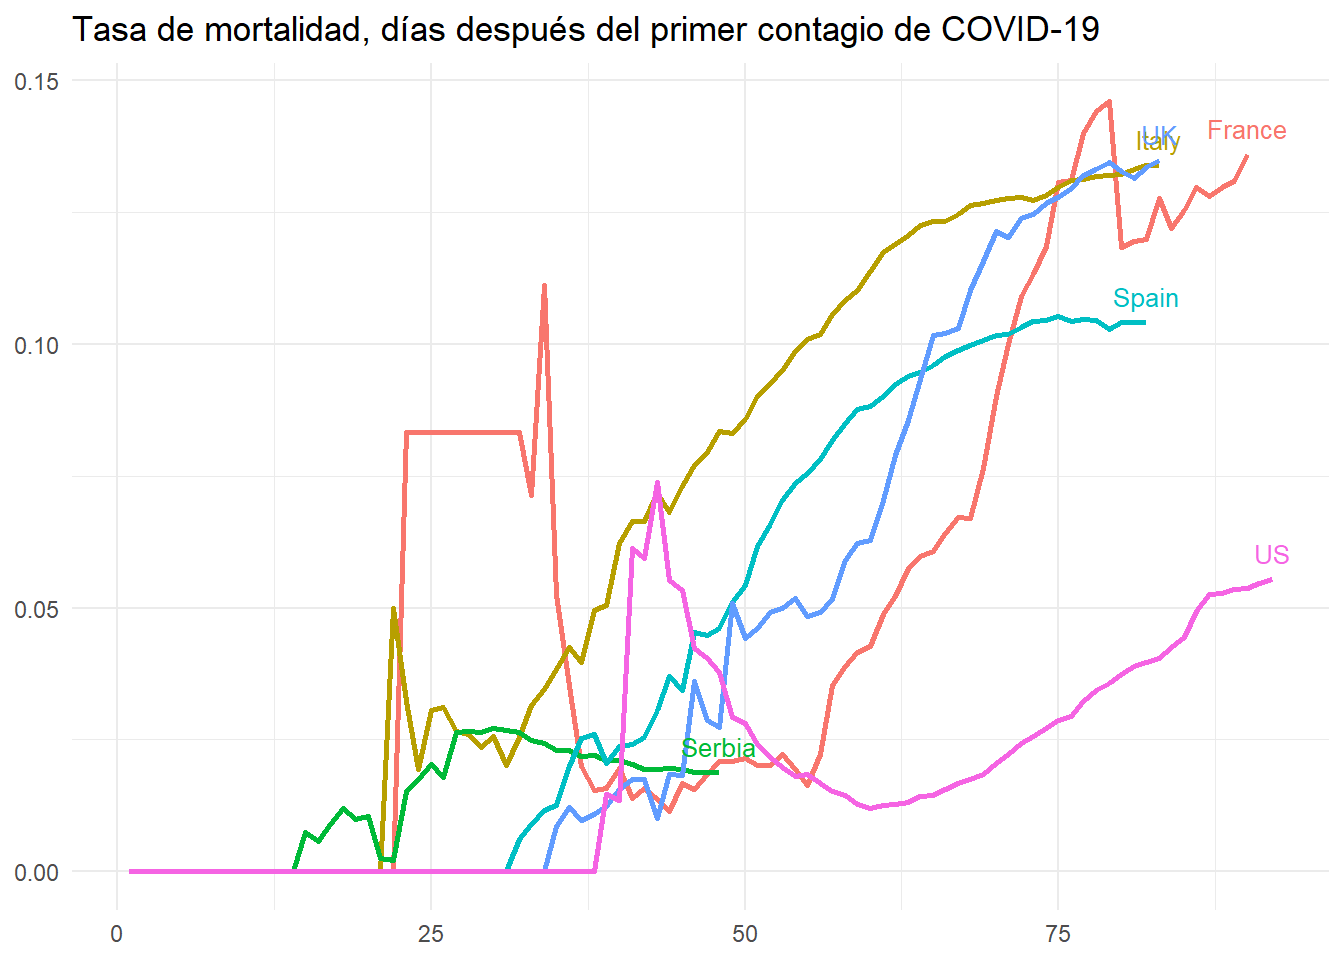 Tasa de mortalidad, días después del primer contagio de COVID-19
0.15
UK
France
Italy
Spain
0.10
US
0.05
Serbia
0.00
0 25 50 75